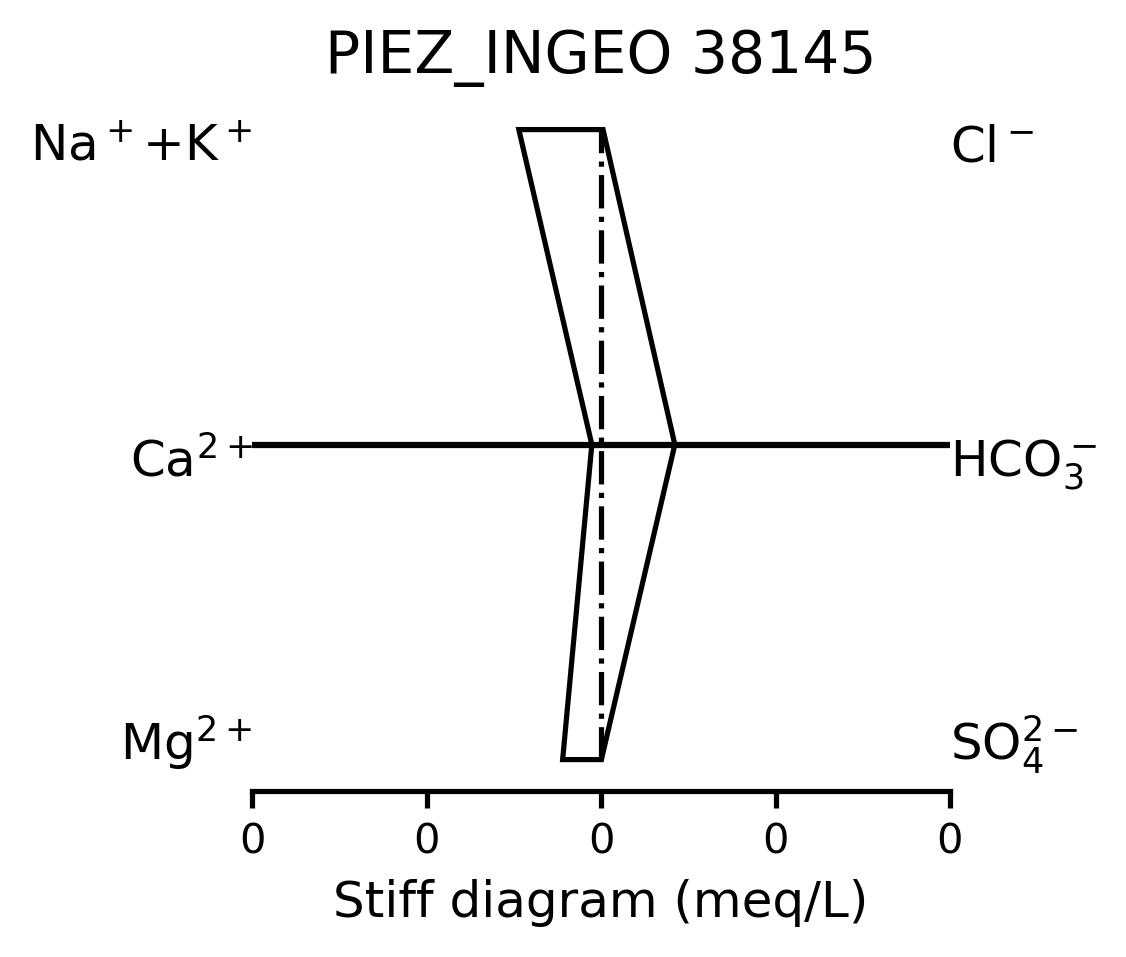 PIEZ_INGEO 38145
Na⁺+K⁺
Cl⁻
Ca²⁺
HCO₃⁻
Mg²⁺
SO₄²⁻
0 0 0 0 0
Stiff diagram (meq/L)